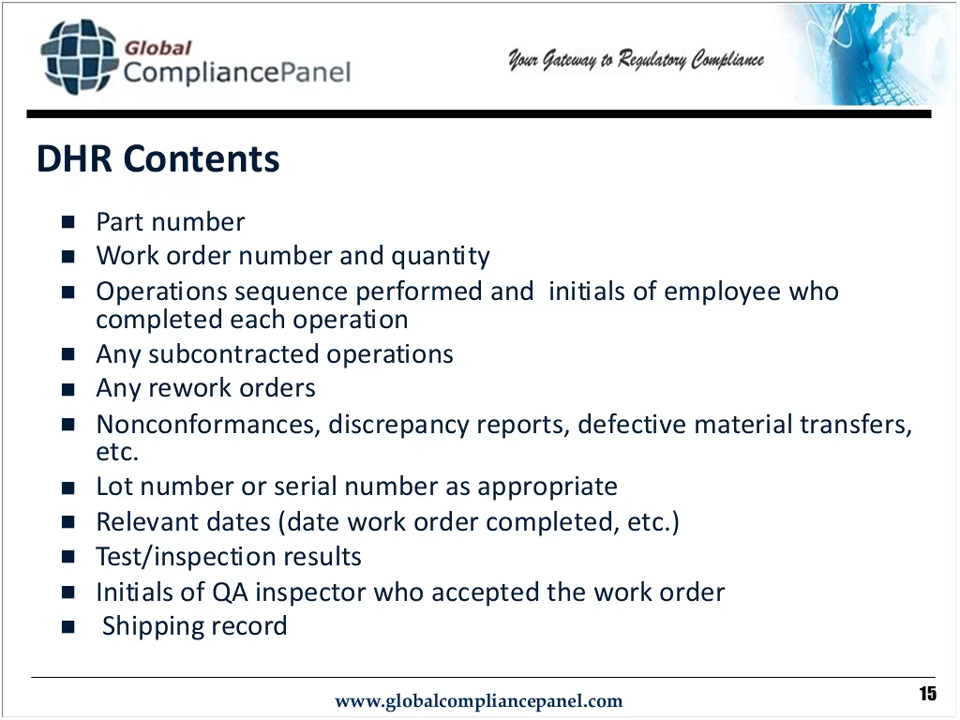 Global
CompliancePanel
Your Gateway to Regulatory Compliance
DHR Contents
■ Part number
■ Work order number and quantity
■ Operations sequence performed and  initials of employee who
completed each operation
■ Any subcontracted operations
■ Any rework orders
■ Nonconformances, discrepancy reports, defective material transfers,
etc.
■ Lot number or serial number as appropriate
■ Relevant dates (date work order completed, etc.)
■ Test/inspection results
■ Initials of QA inspector who accepted the work order
■ Shipping record
www.globalcompliancepanel.com
15